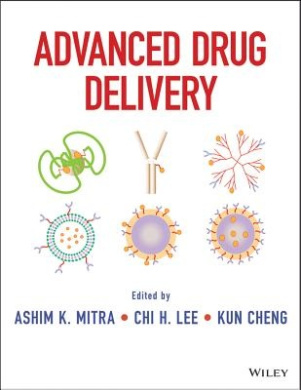 ADVANCED DRUG
DELIVERY
Edited by
ASHIM K. MITRA • CHI H. LEE • KUN CHENG
WILEY